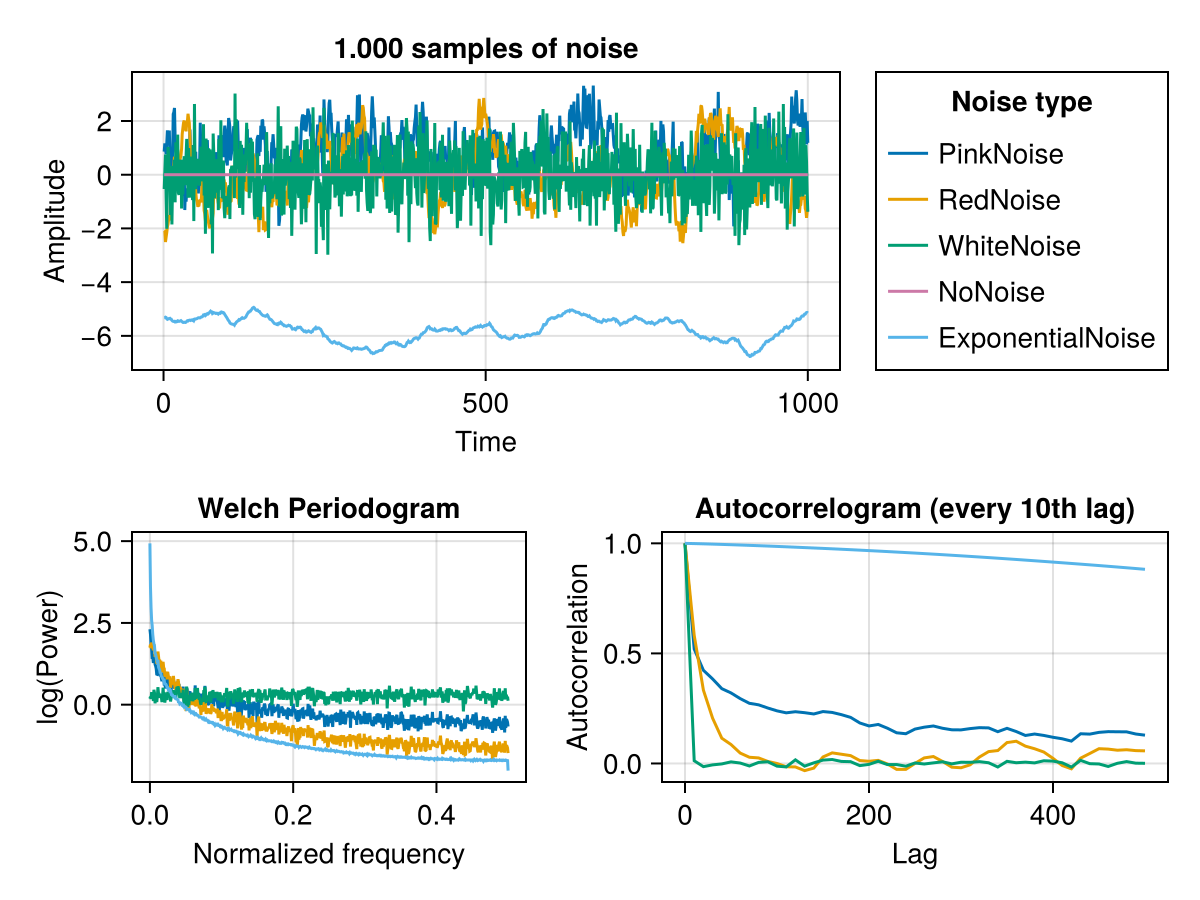 1.000 samples of noise
Amplitude
2
0
−2
−4
−6
0 500 1000
Time
Noise type
PinkNoise
RedNoise
WhiteNoise
NoNoise
ExponentialNoise
Welch Periodogram
log(Power)
5.0
2.5
0.0
0.0 0.2 0.4
Normalized frequency
Autocorrelogram (every 10th lag)
Autocorrelation
1.0
0.5
0.0
0 200 400
Lag